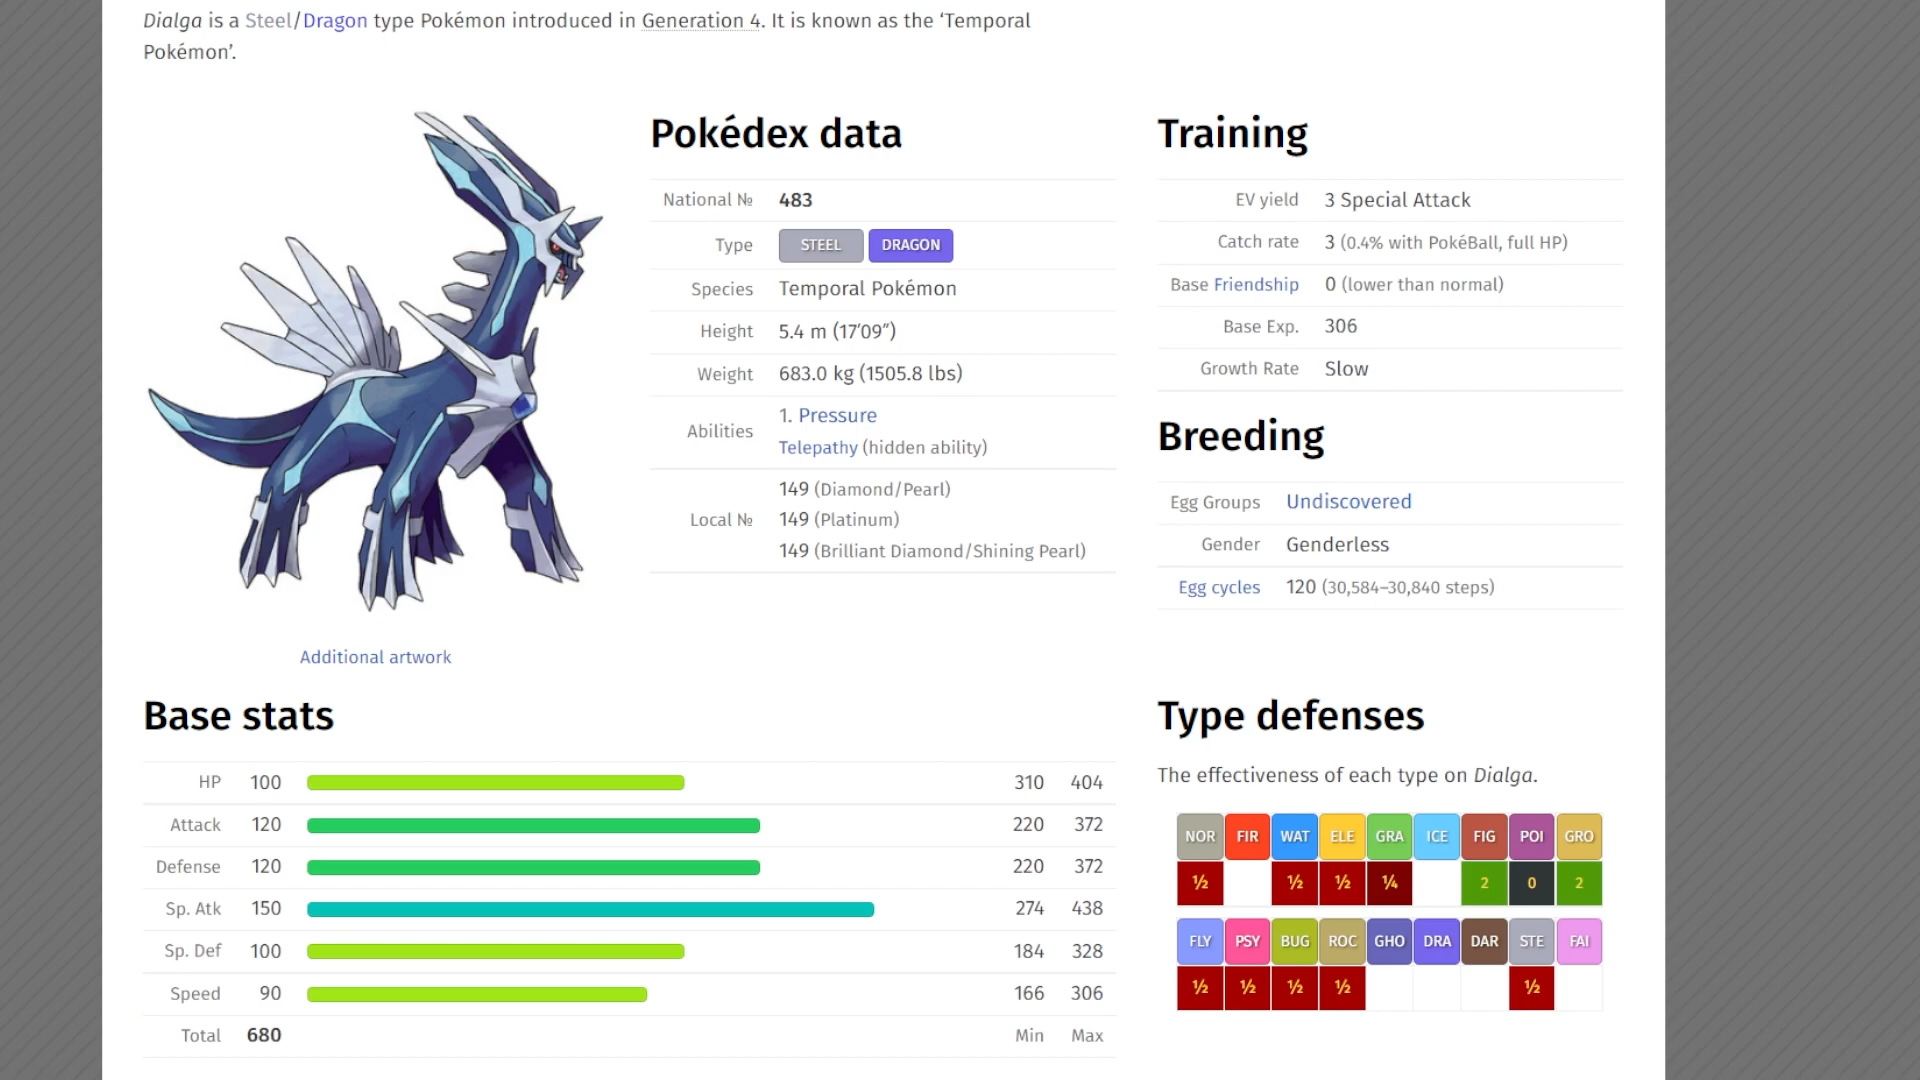 Dialga is a Steel/Dragon type Pokémon introduced in Generation 4. It is known as the ‘Temporal
Pokémon’.
Additional artwork
Pokédex data
National № 483
Type STEEL DRAGON
Species Temporal Pokémon
Height 5.4 m (17′09″)
Weight 683.0 kg (1505.8 lbs)
Abilities 1. Pressure
Telepathy (hidden ability)
Local № 149 (Diamond/Pearl)
149 (Platinum)
149 (Brilliant Diamond/Shining Pearl)
Training
EV yield 3 Special Attack
Catch rate 3 (0.4% with PokéBall, full HP)
Base Friendship 0 (lower than normal)
Base Exp. 306
Growth Rate Slow
Breeding
Egg Groups Undiscovered
Gender Genderless
Egg cycles 120 (30,584–30,840 steps)
Base stats
HP 100 310 404
Attack 120 220 372
Defense 120 220 372
Sp. Atk 150 274 438
Sp. Def 100 184 328
Speed 90 166 306
Total 680 Min Max
Type defenses
The effectiveness of each type on Dialga.
NOR FIR WAT ELE GRA ICE FIG POI GRO
½ ½ ½ ¼ 2 0 2
FLY PSY BUG ROC GHO DRA DAR STE FAI
½ ½ ½ ½ ½